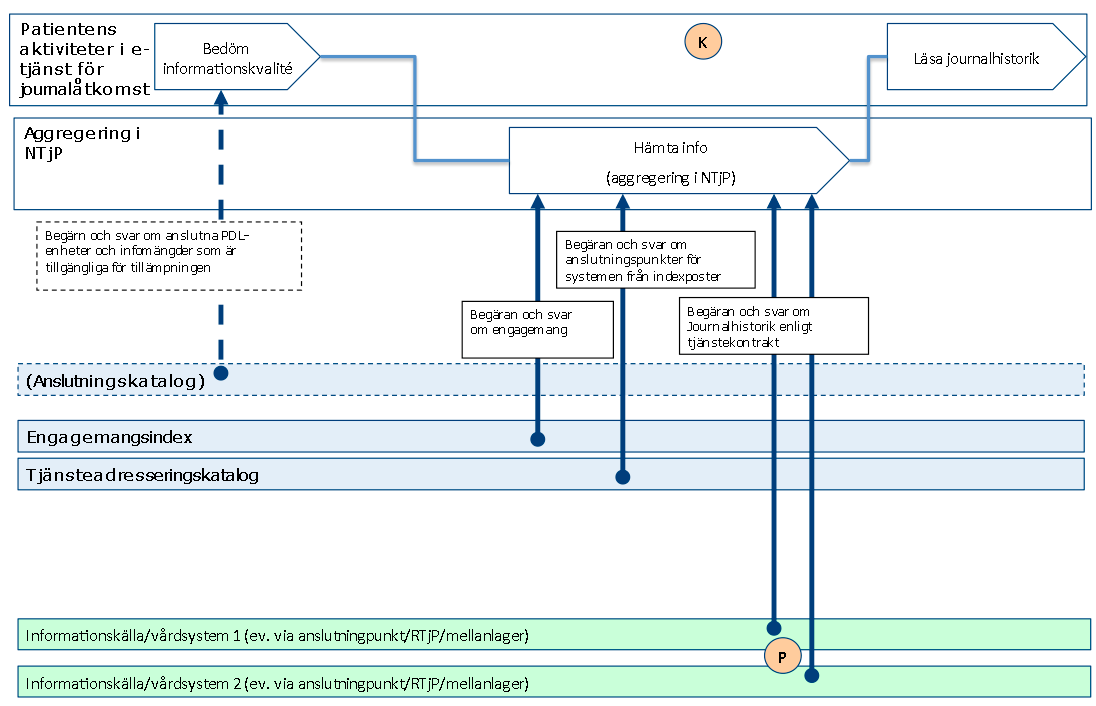 Patientens
aktiviteter i e-
tjänst för
journalåtkomst
Bedöm
informationskvalité
K
Läsa journalhistorik
Aggregering i
NTjP
Hämta info
(aggregering i NTjP)
Begärn och svar om anslutna PDL-
enheter och infomängder som är
tillgängliga för tillämpningen
Begäran och svar om
anslutningspunkter för
systemen från indexposter
Begäran och svar
om engagemang
Begäran och svar om
Journalhistorik enligt
tjänstekontrakt
(Anslutningskatalog)
Engagemangsindex
Tjänsteadresseringskatalog
Informationskälla/vårdsystem 1 (ev. via anslutningpunkt/RTjP/mellanlager)
P
Informationskälla/vårdsystem 2 (ev. via anslutningpunkt/RTjP/mellanlager)